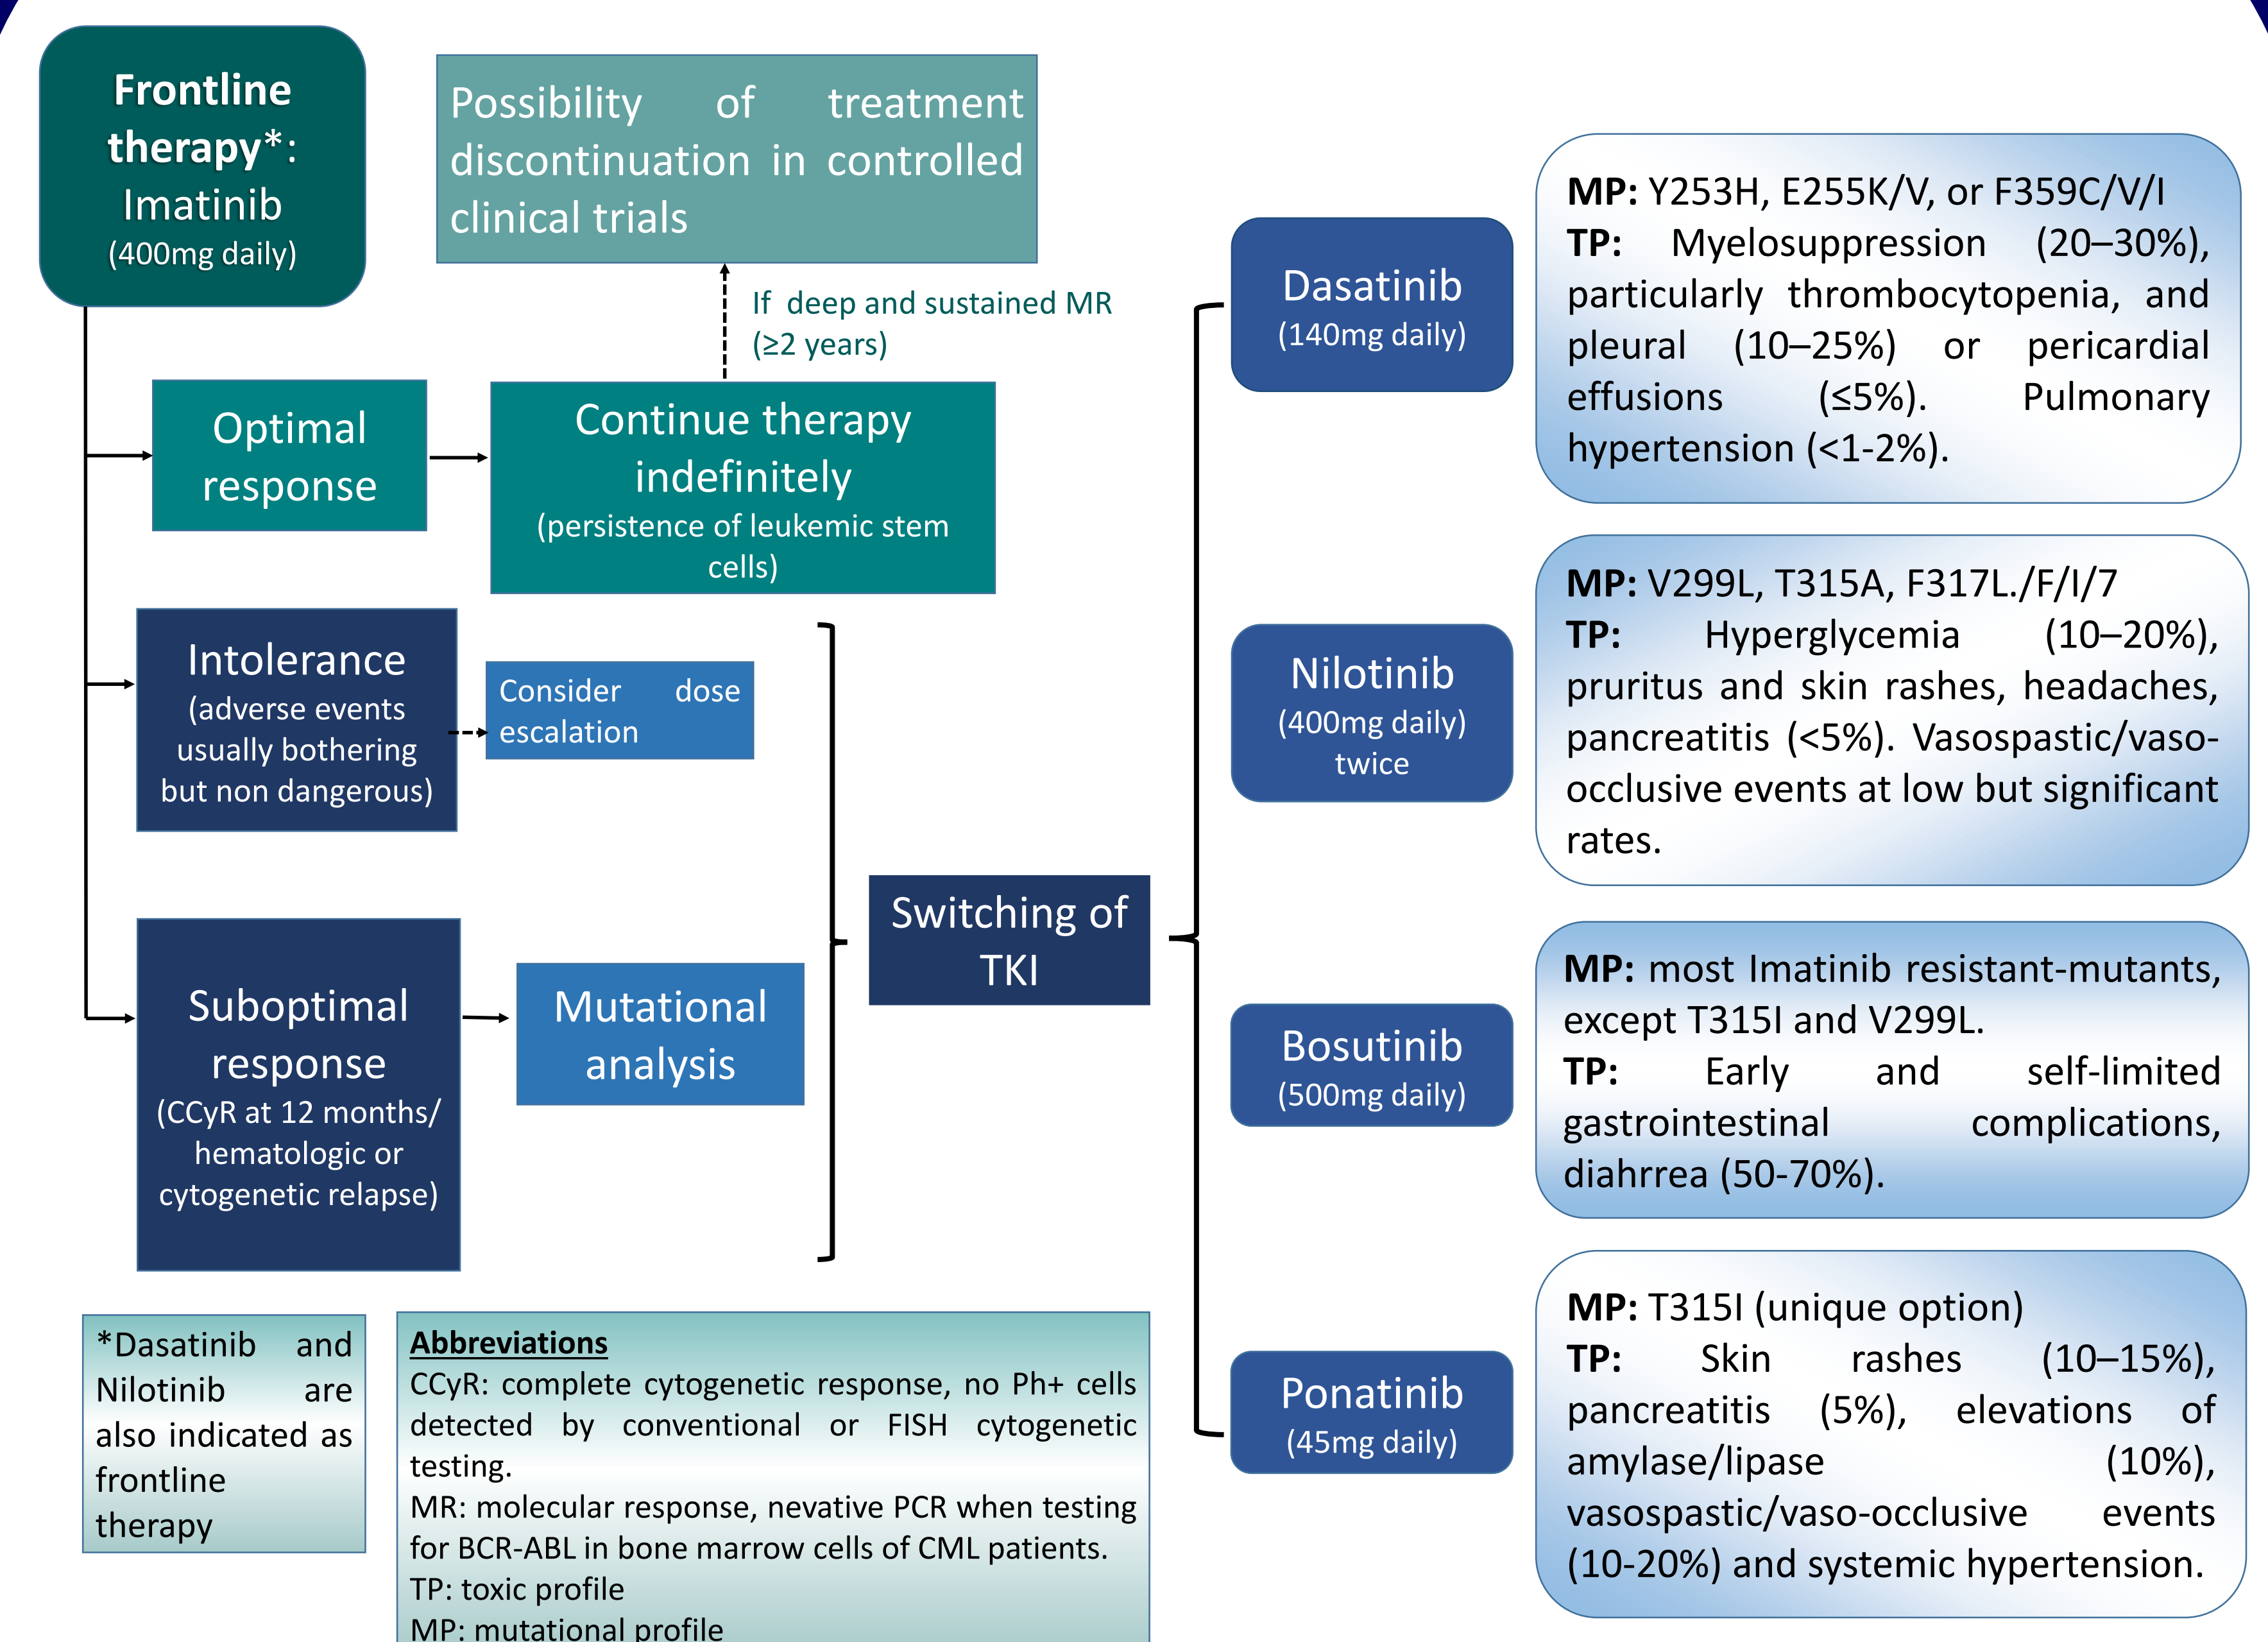 Frontline
therapy*:
Imatinib
(400mg daily)
Possibility of treatment
discontinuation in controlled
clinical trials
If deep and sustained MR
(≥2 years)
Optimal
response
Continue therapy
indefinitely
(persistence of leukemic stem
cells)
Intolerance
(adverse events
usually bothering
but non dangerous)
Consider dose
escalation
Suboptimal
response
(CCyR at 12 months/
hematologic or
cytogenetic relapse)
Mutational
analysis
Switching of
TKI
Dasatinib
(140mg daily)
MP: Y253H, E255K/V, or F359C/V/I
TP: Myelosuppression (20–30%),
particularly thrombocytopenia, and
pleural (10–25%) or pericardial
effusions (≤5%). Pulmonary
hypertension (<1-2%).
Nilotinib
(400mg daily)
twice
MP: V299L, T315A, F317L./F/I/7
TP: Hyperglycemia (10–20%),
pruritus and skin rashes, headaches,
pancreatitis (<5%). Vasospastic/vaso-
occlusive events at low but significant
rates.
Bosutinib
(500mg daily)
MP: most Imatinib resistant-mutants,
except T315I and V299L.
TP: Early and self-limited
gastrointestinal complications,
diahrrea (50-70%).
Ponatinib
(45mg daily)
MP: T315I (unique option)
TP: Skin rashes (10–15%),
pancreatitis (5%), elevations of
amylase/lipase (10%),
vasospastic/vaso-occlusive events
(10-20%) and systemic hypertension.
*Dasatinib and
Nilotinib are
also indicated as
frontline
therapy
Abbreviations
CCyR: complete cytogenetic response, no Ph+ cells
detected by conventional or FISH cytogenetic
testing.
MR: molecular response, nevative PCR when testing
for BCR-ABL in bone marrow cells of CML patients.
TP: toxic profile
MP: mutational profile